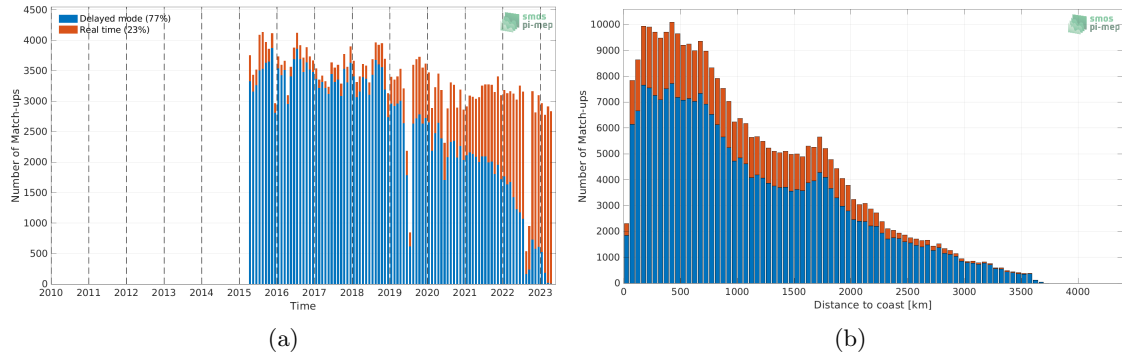 4500
4000
3500
3000
2500
2000
1500
1000
500
0
Number of Match-ups
Delayed mode (77%)
Real time (23%)
smos
pi-mep
2010 2011 2012 2013 2014 2015 2016 2017 2018 2019 2020 2021 2022 2023
Time
(a)
10000
9000
8000
7000
6000
5000
4000
3000
2000
1000
0
Number of Match-ups
smos
pi-mep
0 500 1000 1500 2000 2500 3000 3500 4000
Distance to coast [km]
(b)